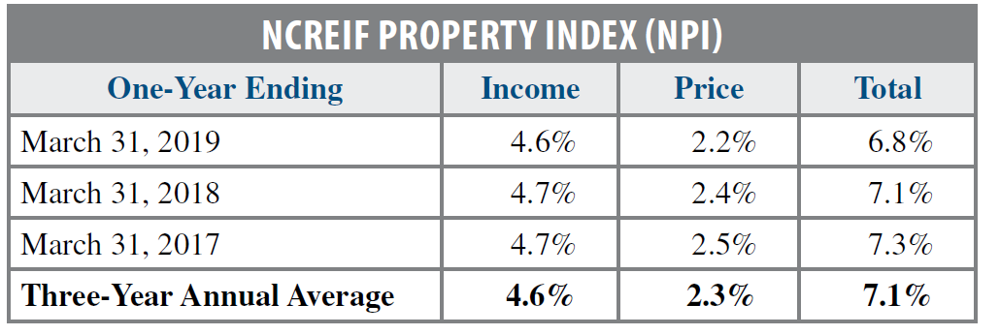 NCREIF PROPERTY INDEX (NPI)
One-Year Ending Income Price Total
March 31, 2019 4.6% 2.2% 6.8%
March 31, 2018 4.7% 2.4% 7.1%
March 31, 2017 4.7% 2.5% 7.3%
Three-Year Annual Average 4.6% 2.3% 7.1%